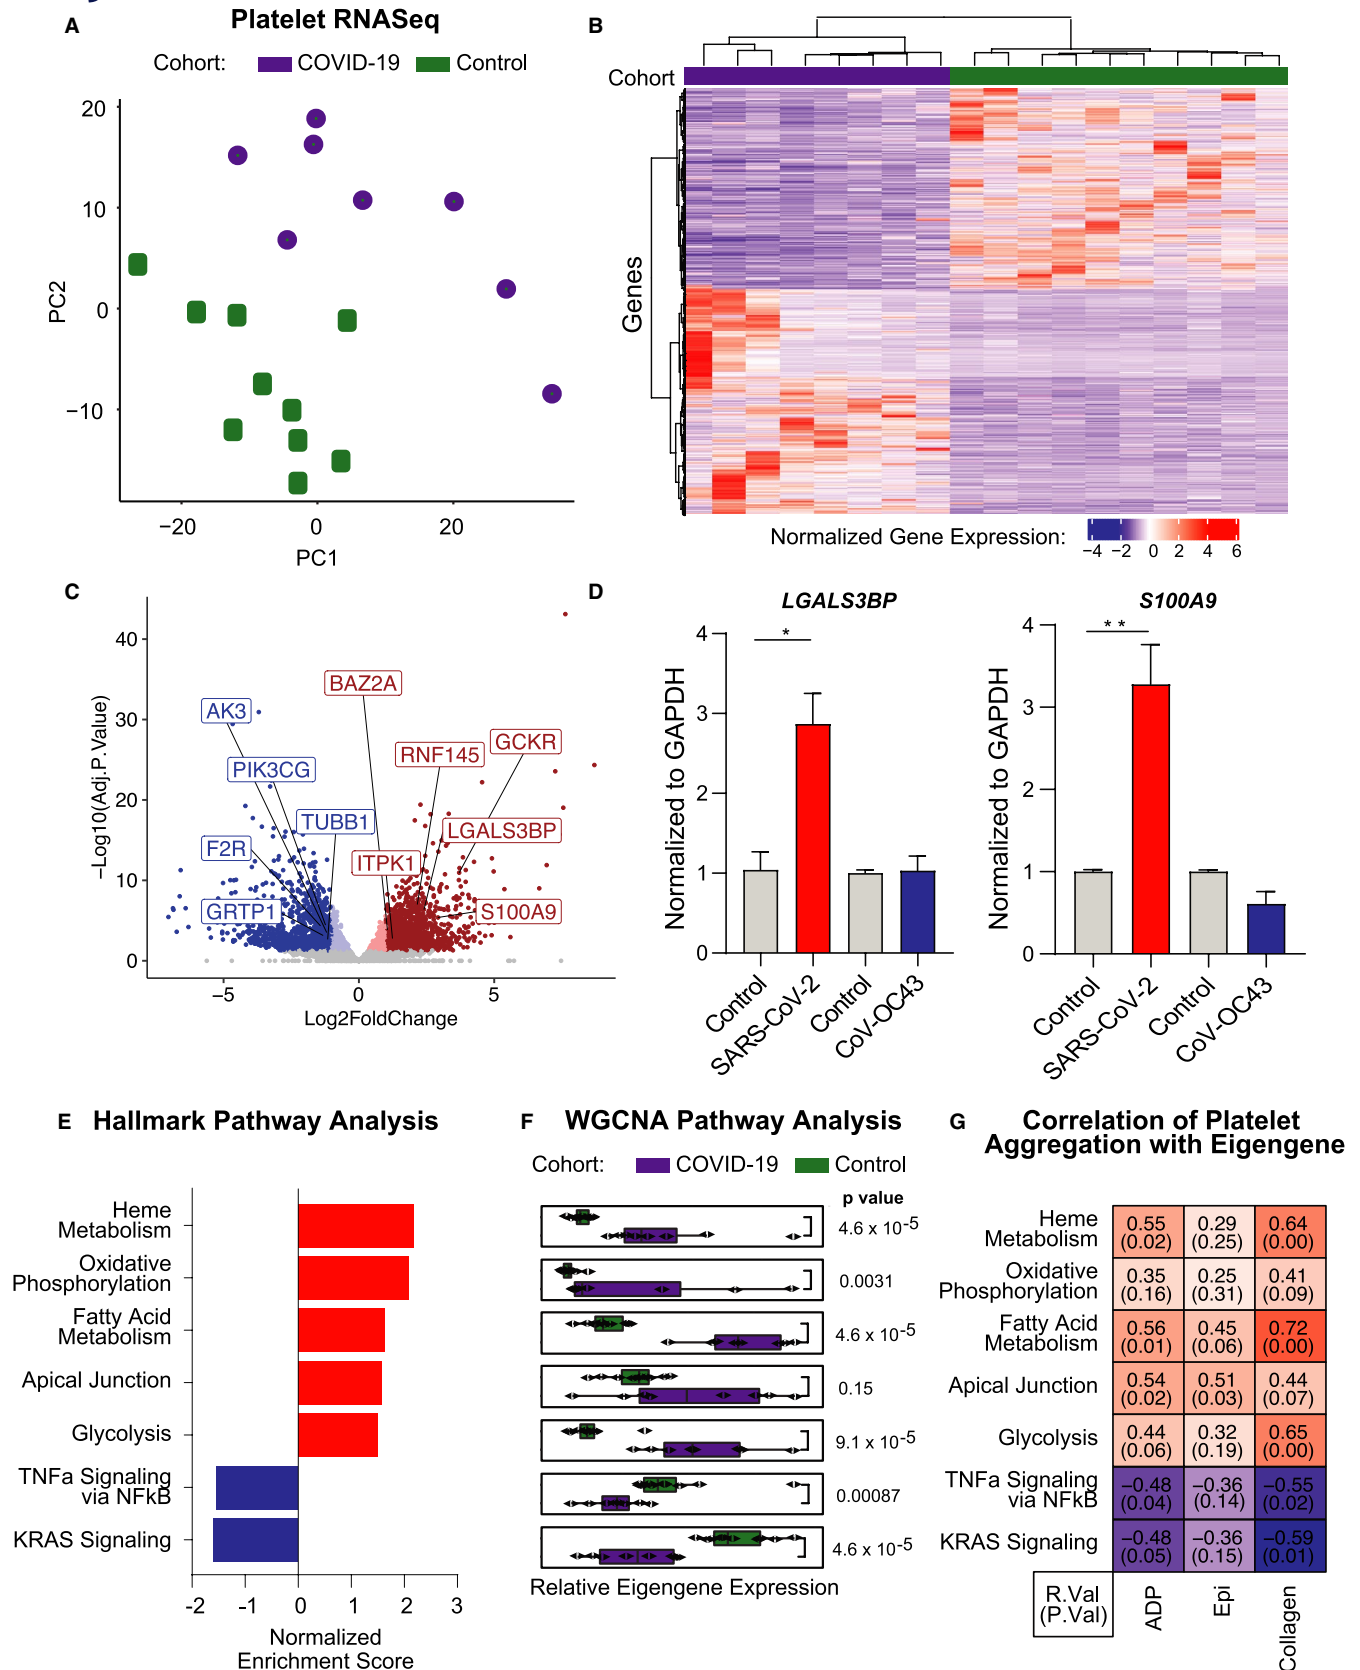 A
Platelet RNASeq
Cohort: COVID-19 Control
20
10
0
−10
PC2
−20 0 20
PC1
B
Cohort
Genes
Normalized Gene Expression:
−4 −2 0 2 4 6
C
40
30
20
10
0
−Log10(Adj.P.Value)
BAZ2A
AK3
RNF145
GCKR
PIK3CG
TUBB1
LGALS3BP
F2R
ITPK1
GRTP1
S100A9
−5 0 5
Log2FoldChange
D
LGALS3BP
*
4
3
2
1
0
Normalized to GAPDH
Control
SARS-CoV-2
Control
CoV-OC43
S100A9
**
4
3
2
1
0
Normalized to GAPDH
Control
SARS-CoV-2
Control
CoV-OC43
E
Hallmark Pathway Analysis
Heme
Metabolism
Oxidative
Phosphorylation
Fatty Acid
Metabolism
Apical Junction
Glycolysis
TNFa Signaling
via NFkB
KRAS Signaling
-2 -1 0 1 2 3
Normalized
Enrichment Score
F
WGCNA Pathway Analysis
Cohort: COVID-19 Control
p value
4.6 x 10-5
0.0031
4.6 x 10-5
0.15
9.1 x 10-5
0.00087
4.6 x 10-5
Relative Eigengene Expression
G
Correlation of Platelet
Aggregation with Eigengene
Heme
Metabolism
0.55 0.29 0.64
(0.02) (0.25) (0.00)
Oxidative
Phosphorylation
0.35 0.25 0.41
(0.16) (0.31) (0.09)
Fatty Acid
Metabolism
0.56 0.45 0.72
(0.01) (0.06) (0.00)
Apical Junction
0.54 0.51 0.44
(0.02) (0.03) (0.07)
Glycolysis
0.44 0.32 0.65
(0.06) (0.19) (0.00)
TNFa Signaling
via NFkB
−0.48 −0.36 −0.55
(0.04) (0.14) (0.02)
KRAS Signaling
−0.48 −0.36 −0.59
(0.05) (0.15) (0.01)
R.Val
(P.Val)
ADP
Epi
Collagen